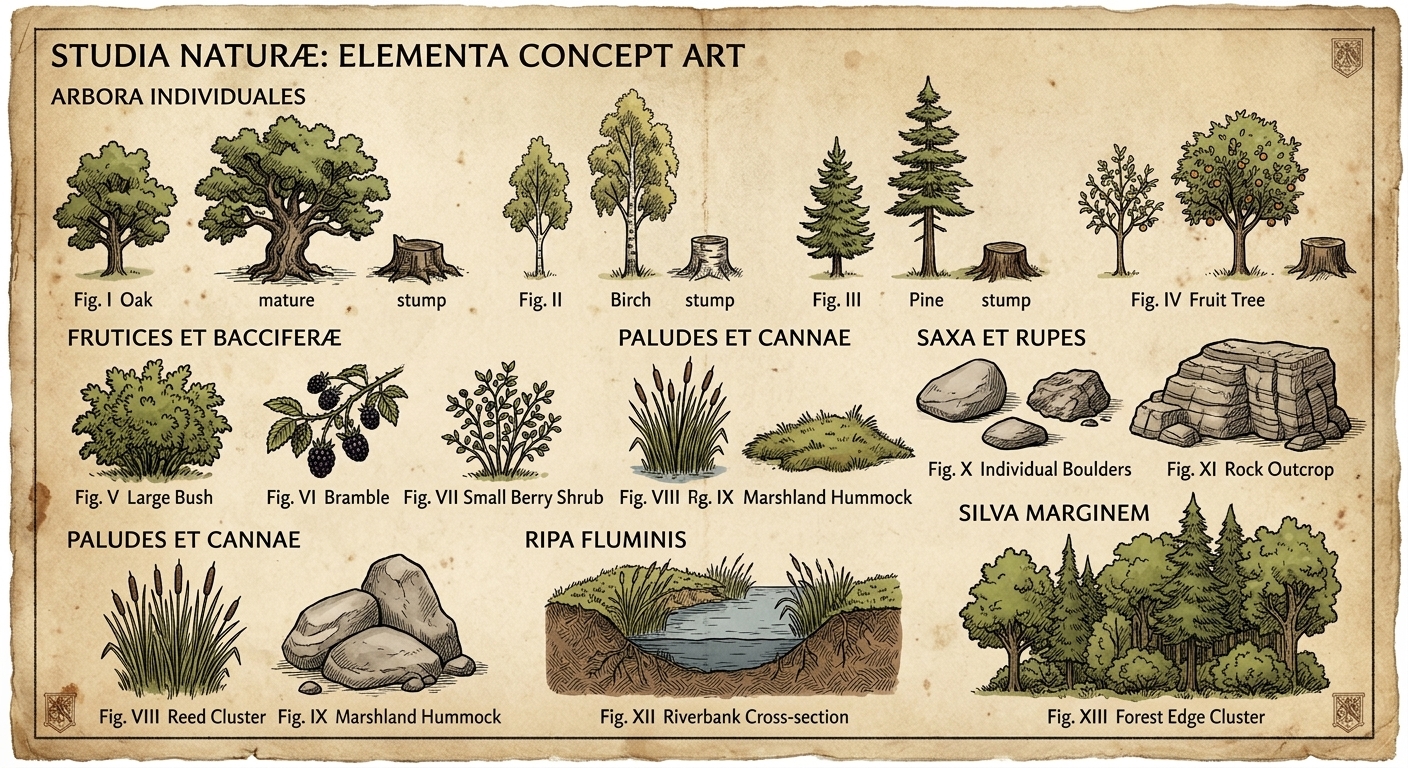 STUDIA NATURÆ: ELEMENTA CONCEPT ART
ARBORA INDIVIDUALES
Fig. I Oak
mature
stump
Fig. II
Birch
stump
Fig. III
Pine
stump
Fig. IV Fruit Tree
FRUTICES ET BACCIFERÆ
Fig. V Large Bush
Fig. VI Bramble
Fig. VII Small Berry Shrub
PALUDES ET CANNAE
Fig. VIII Rg. IX Marshland Hummock
SAXA ET RUPES
Fig. X Individual Boulders
Fig. XI Rock Outcrop
PALUDES ET CANNAE
Fig. VIII Reed Cluster
Fig. IX Marshland Hummock
RIPA FLUMINIS
Fig. XII Riverbank Cross-section
SILVA MARGINEM
Fig. XIII Forest Edge Cluster